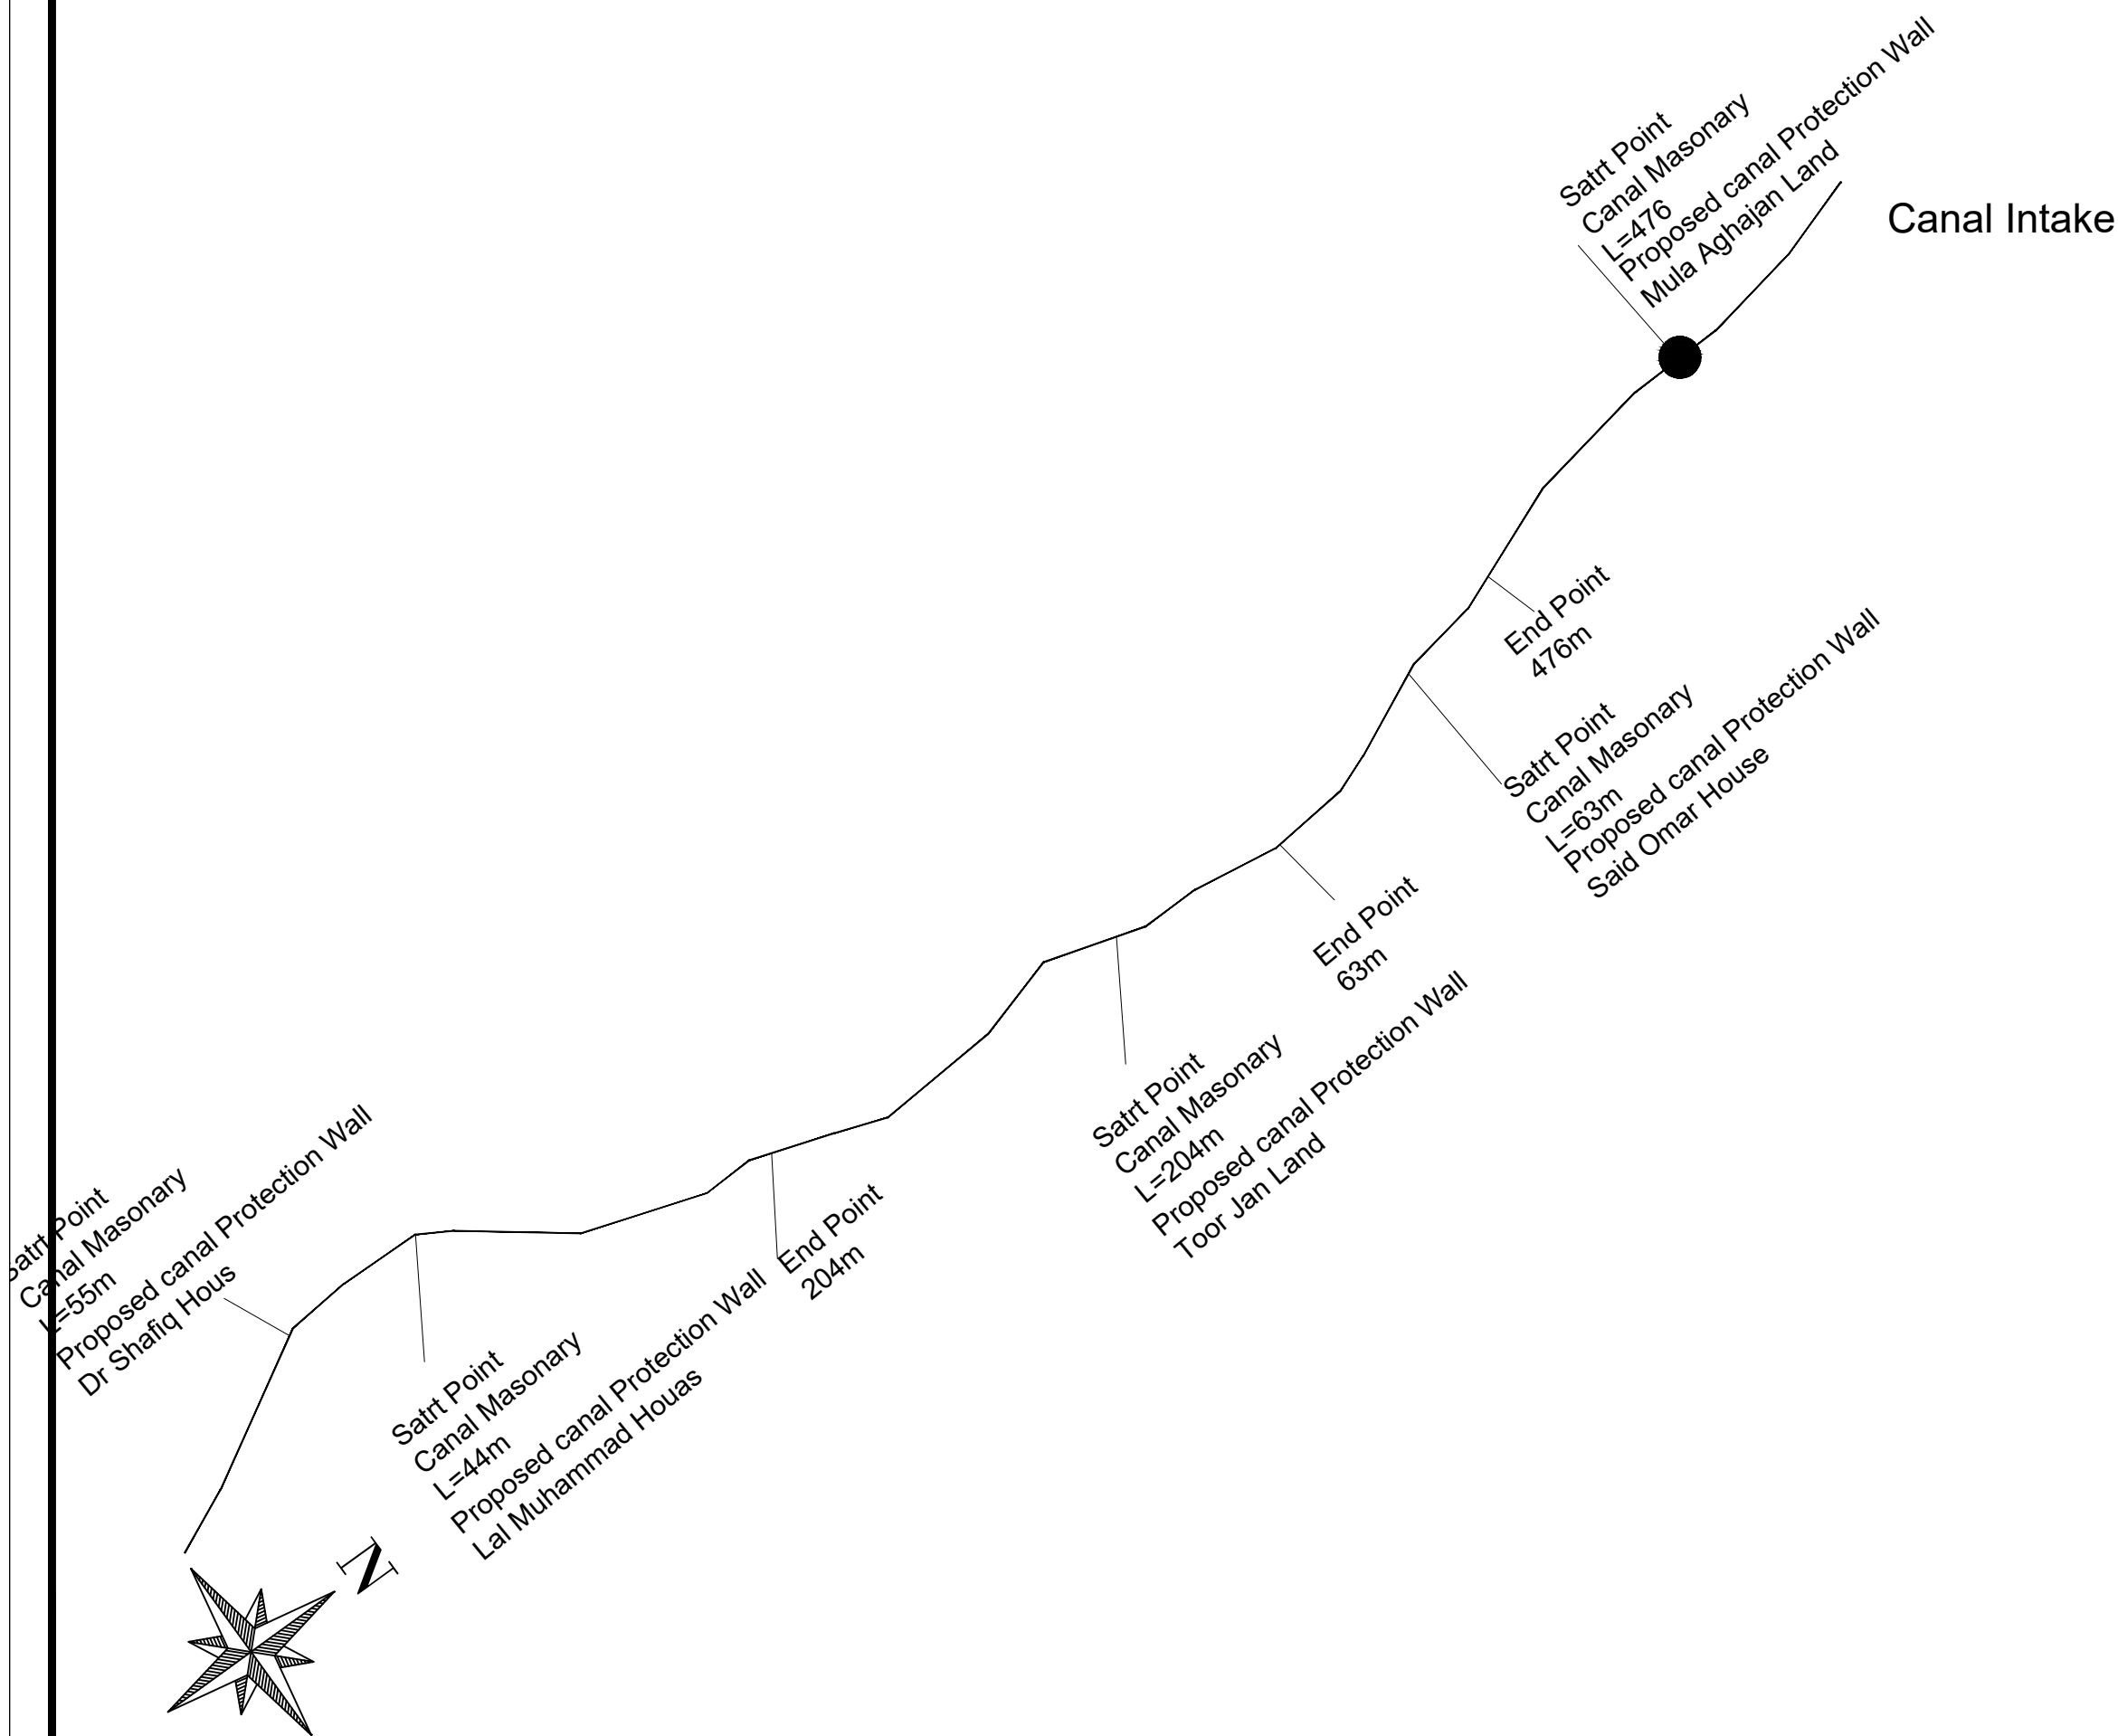 Satrt Point
Canal Masonary
L=476
Proposed canal Protection Wall
Mula Aghajan Land
Canal Intake
End Point
476m
Satrt Point
Canal Masonary
L=63m
Proposed canal Protection Wall
Said Omar House
End Point
63m
Satrt Point
Canal Masonary
L=204m
Proposed canal Protection Wall
Toor Jan Land
End Point
204m
Satrt Point
Canal Masonary
L=44m
Proposed canal Protection Wall
Lal Muhammad Houas
Satrt Point
Canal Masonary
L=55m
Proposed canal Protection Wall
Dr Shafiq Hous
N